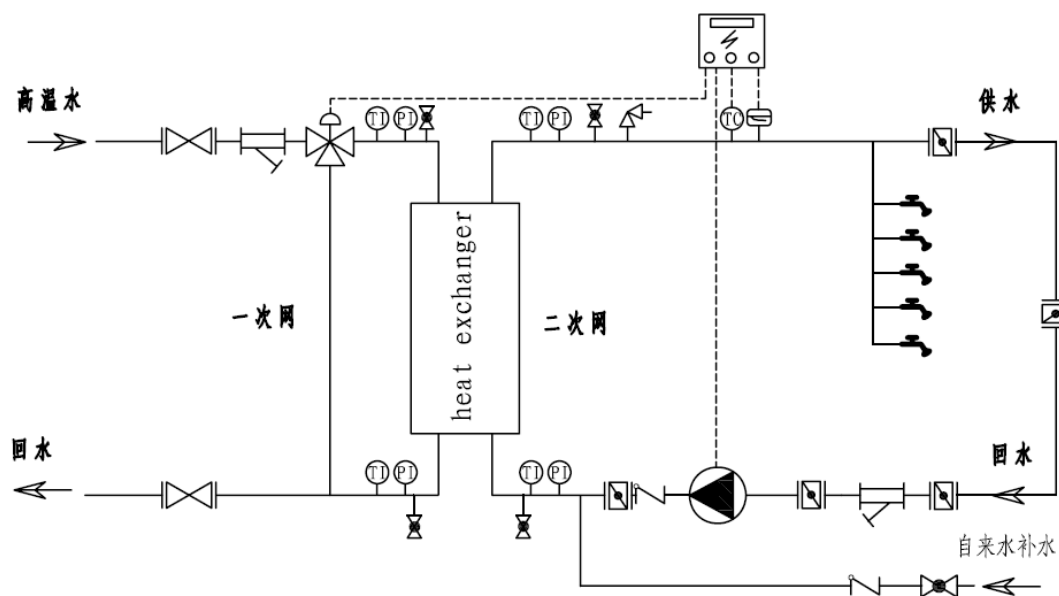 高温水
供水
TI
PI
TI
PI
TC
一次网
heat exchanger
二次网
回水
回水
TI
PI
TI
PI
自来水补水